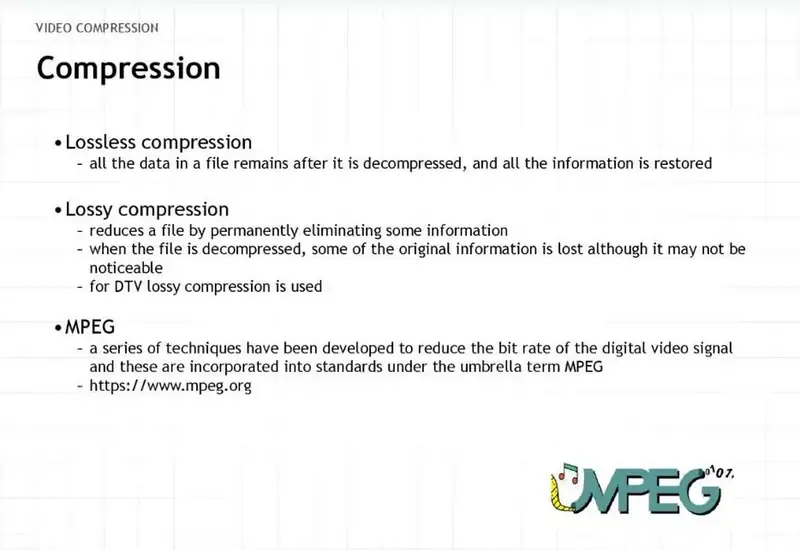 VIDEO COMPRESSION
Compression
•Lossless compression
- all the data in a file remains after it is decompressed, and all the information is restored
•Lossy compression
- reduces a file by permanently eliminating some information
- when the file is decompressed, some of the original information is lost although it may not be
noticeable
- for DTV lossy compression is used
•MPEG
- a series of techniques have been developed to reduce the bit rate of the digital video signal
and these are incorporated into standards under the umbrella term MPEG
- https://www.mpeg.org
MPEG